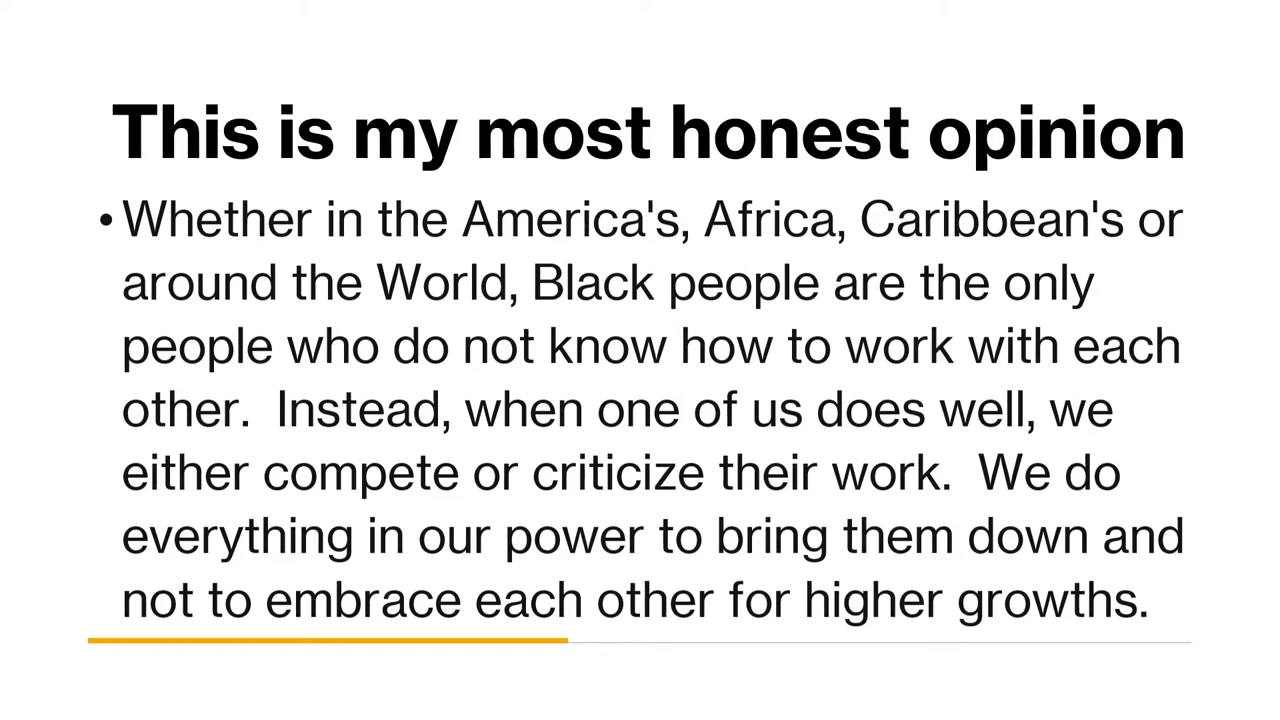 This is my most honest opinion
• Whether in the America's, Africa, Caribbean's or
around the World, Black people are the only
people who do not know how to work with each
other.  Instead, when one of us does well, we
either compete or criticize their work.  We do
everything in our power to bring them down and
not to embrace each other for higher growths.